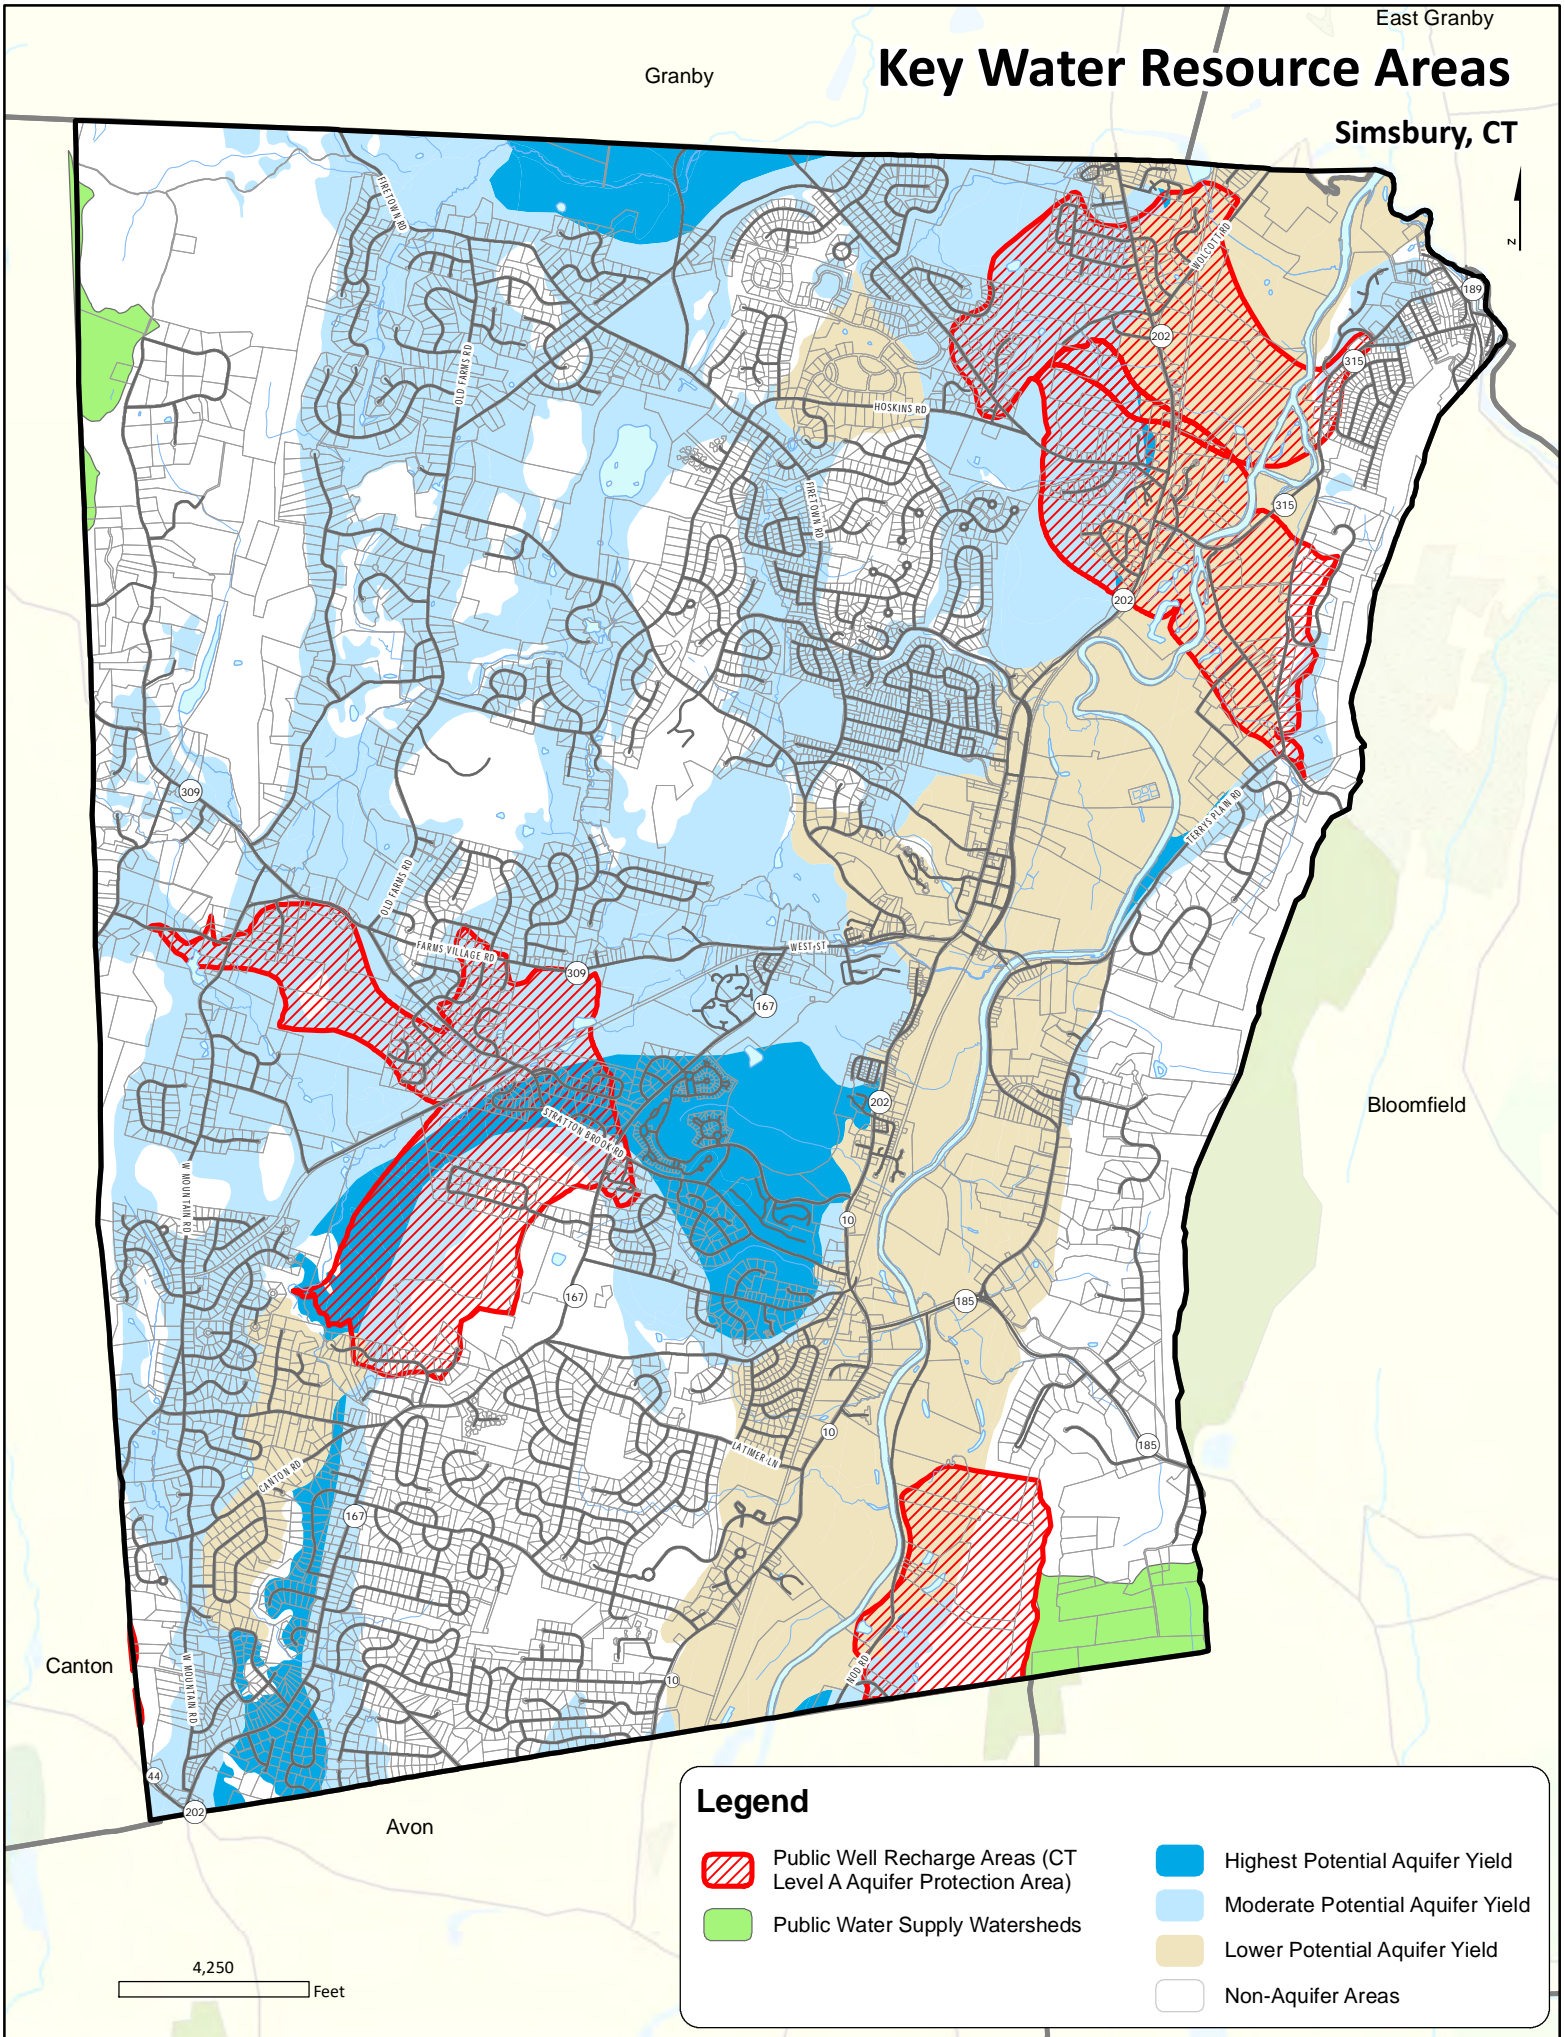 East Granby
Granby
Key Water Resource Areas
Simsbury, CT
N
FIRETOWN RD
WOLCOTT RD
189
202
315
OLD FARMS RD
HOSKINS RD
FIRETOWN RD
315
202
309
TERRYS PLAIN RD
OLD FARMS RD
FARMS VILLAGE RD
WEST ST
309
167
202
STRATTON BROOK RD
Bloomfield
W MOUNTAIN RD
10
167
185
10
185
LATIMER LN
CANTON RD
167
Canton
W MOUNTAIN RD
NOD RD
10
44
202
Avon
Legend
Public Well Recharge Areas (CT
Level A Aquifer Protection Area)
Public Water Supply Watersheds
Highest Potential Aquifer Yield
Moderate Potential Aquifer Yield
Lower Potential Aquifer Yield
Non-Aquifer Areas
4,250
Feet